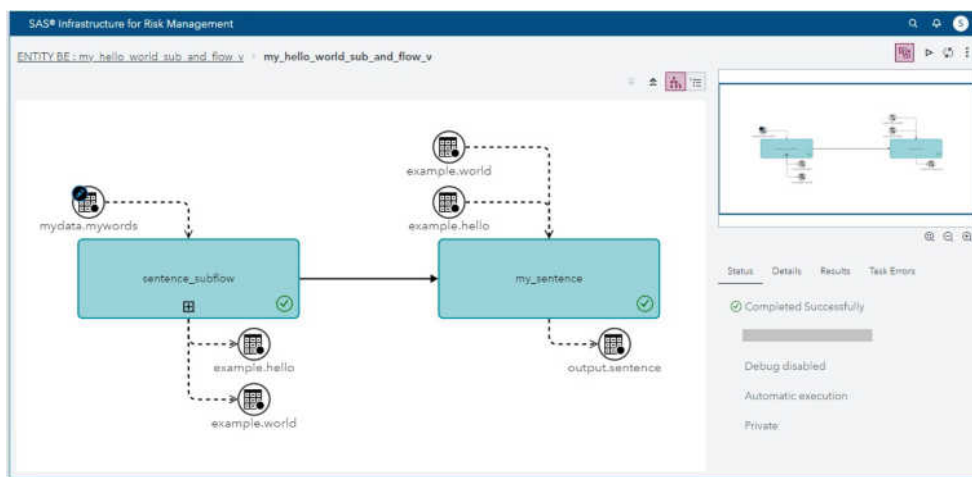 SAS® Infrastructure for Risk Management
S
ENTITY BE : my_hello_world_sub_and_flow_v > my_hello_world_sub_and_flow_v
example.world
mydata.mywords
example.hello
sentence_subflow
my_sentence
example.hello
output.sentence
example.world
Status Details Results Task Errors
Completed Successfully
Debug disabled
Automatic execution
Private